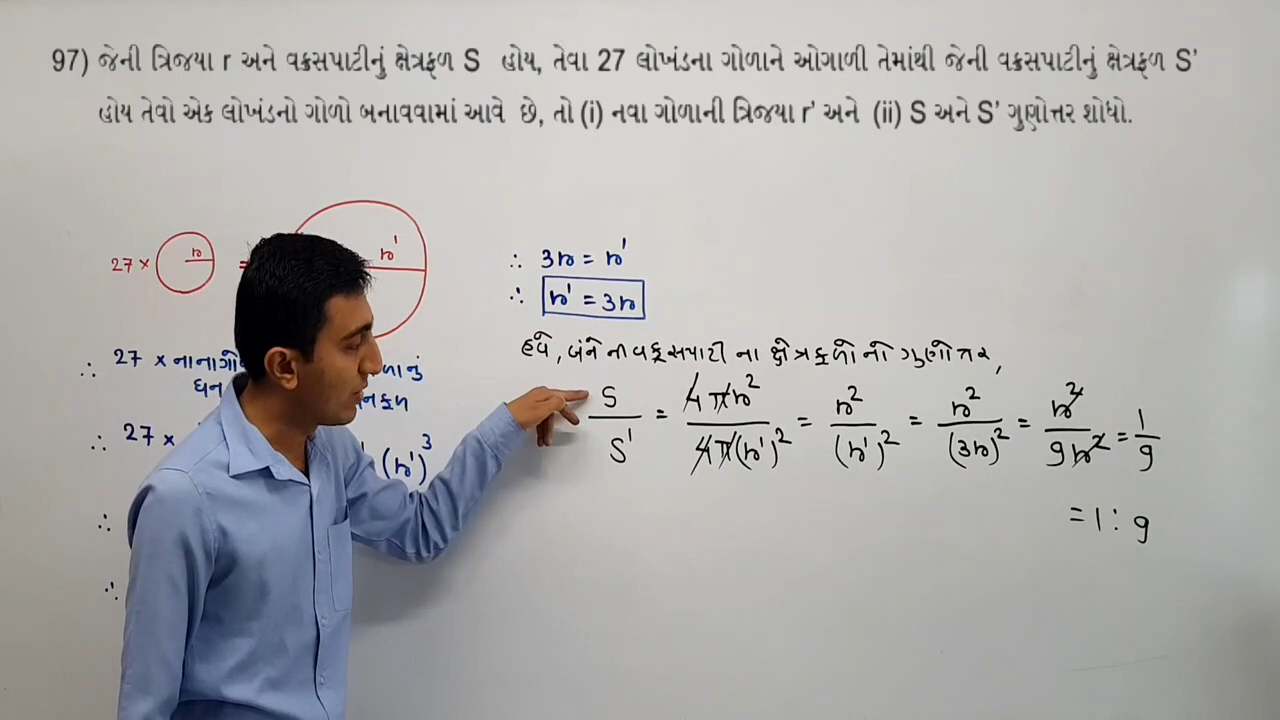 97) જેની ત્રિજ્યા r અને વક્રસપાટીનું ક્ષેત્રફળ S હોય, તેવા 27 લોખંડના ગોળાને ઓગાળી તેમાંથી જેની વક્રસપાટીનું ક્ષેત્રફળ S'
હોય તેવો એક લોખંડનો ગોળો બનાવવામાં આવે છે, તો (i) નવા ગોળાની ત્રિજ્યા r' અને (ii) S અને S' ગુણોત્તર શોધો.
27 × r = r'
∴ 27 × નાના
ઘન
∴ 27 × (r')³
∴
∴
∴ 3r = r'
∴ r' = 3r
હવે, બંનેની વક્રસપાટીના ક્ષેત્રફળોનો ગુણોત્તર,
S/S' = 4πr²/4π(r')² = r²/(r')² = r²/(3r)² = r²/9r² = 1/9
= 1 : 9